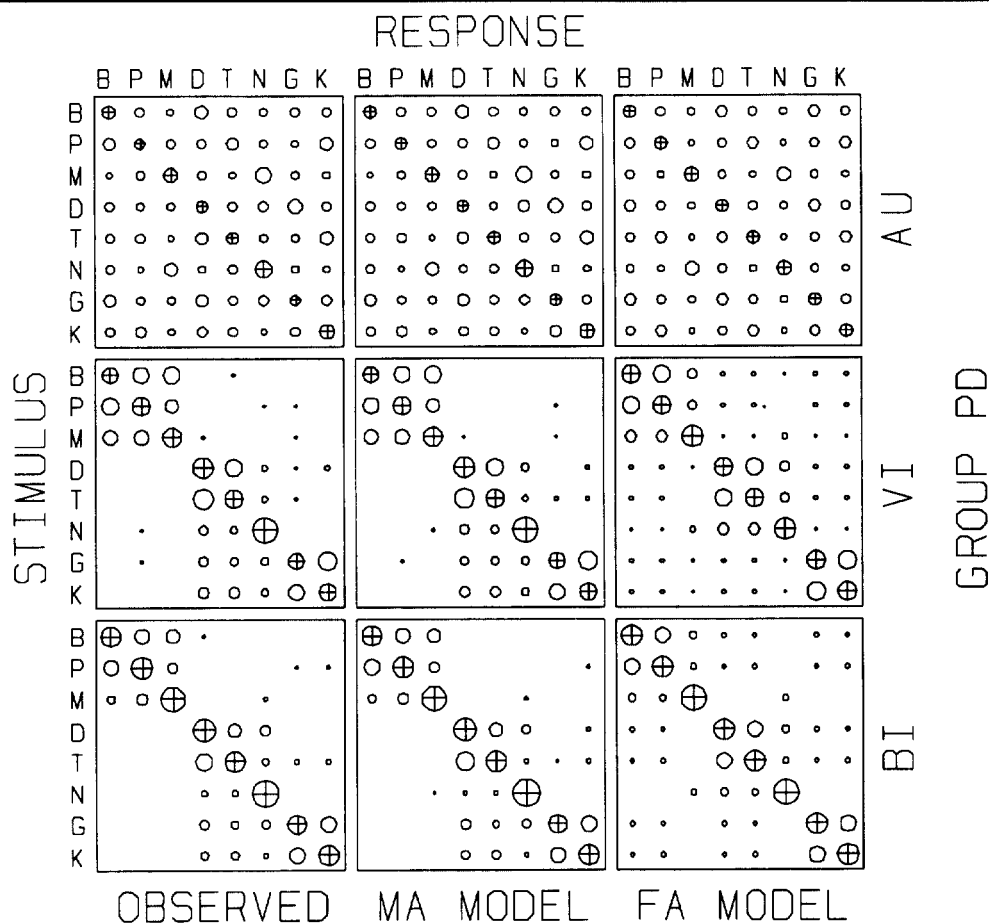 RESPONSE
B P M D T N G K B P M D T N G K B P M D T N G K
B
P
M
D
T
N
G
K
AU
B
P
M
D
T
N
G
K
VI
B
P
M
D
T
N
G
K
BI
STIMULUS
GROUP PD
OBSERVED MA MODEL FA MODEL